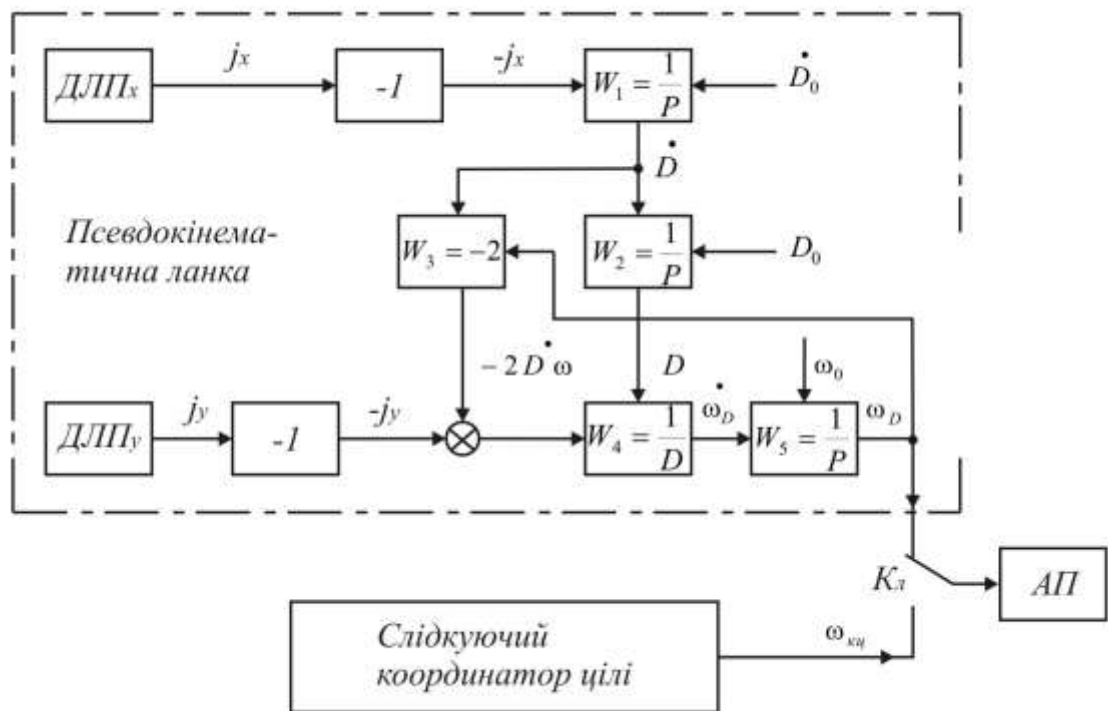 ДЛПx
jx
-1
-jx
W1 = 1/P
Ḋ0
Ḋ
Псевдокінема-
тична ланка
W3 = −2
W2 = 1/P
D0
− 2 Ḋ ω
D
ω0
ДЛПy
jy
-1
-jy
W4 = 1/D
ω̇D
W5 = 1/P
ωD
Кл
АП
Слідкуючий
координатор цілі
ωкц